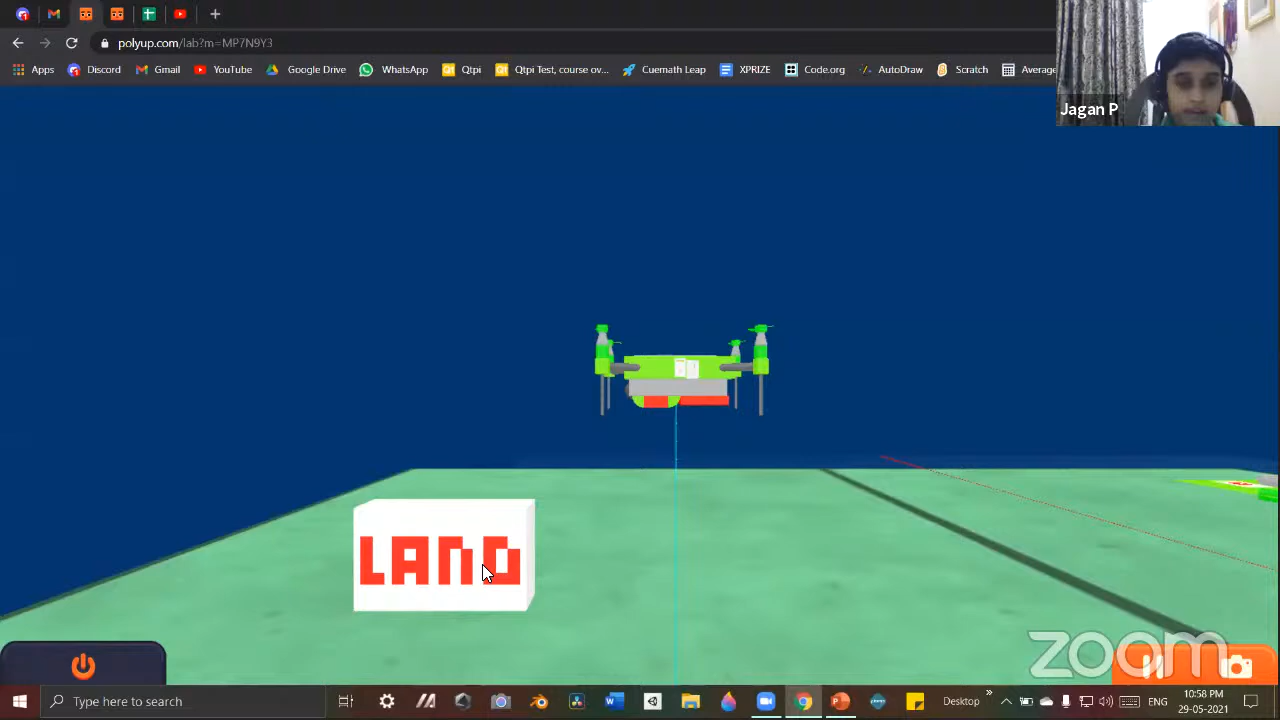 polyup.com/lab?m=MP7N9Y3
Apps Discord Gmail YouTube Google Drive WhatsApp Qtpi Qtpi Test, course ov... Cuemath Leap XPRIZE Code.org AutoDraw Scratch Average
Jagan P
LAND
zoom
Type here to search
Desktop
ENG
10:58 PM
29-05-2021